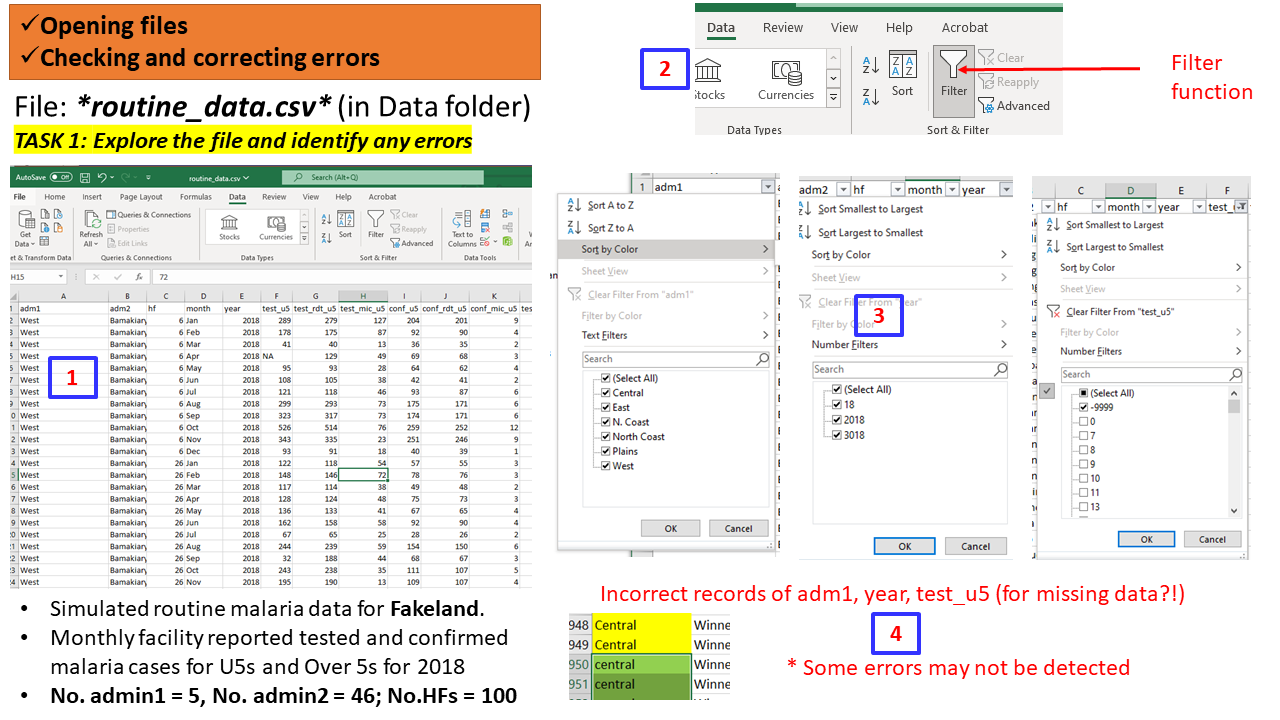 ✓Opening files
✓Checking and correcting errors
File: *routine_data.csv* (in Data folder)
TASK 1: Explore the file and identify any errors
AutoSave Off routine_data.csv Search (Alt+Q)
File Home Insert Page Layout Formulas Data Review View Help Acrobat
Get Data Refresh All Queries & Connections Properties Edit Links Stocks Currencies Sort Filter Clear Reapply Advanced Text to Columns
et & Transform Data Queries & Connections Data Types Sort & Filter Data Tools
H15 fx 72
A B C D E F G H I J K
adm1 adm2 hf month year test_u5 test_rdt_u5 test_mic_u5 conf_u5 conf_rdt_u5 conf_mic_u5 test
West Bamakiary 6 Jan 2018 289 279 127 204 201 9
West Bamakiary 6 Feb 2018 178 175 87 92 90 4
West Bamakiary 6 Mar 2018 41 40 13 36 35 2
West Bamakiary 6 Apr 2018 NA 129 49 69 68 3
West Bamakiary 6 May 2018 95 93 28 64 62 4
West Bamakiary 6 Jun 2018 108 105 38 42 41 2
West Bamakiary 6 Jul 2018 121 118 46 93 87 6
West Bamakiary 6 Aug 2018 299 293 73 175 171 6
West Bamakiary 6 Sep 2018 323 317 73 174 171 6
West Bamakiary 6 Oct 2018 526 514 76 259 252 12
West Bamakiary 6 Nov 2018 343 335 23 251 246 9
West Bamakiary 6 Dec 2018 93 91 18 40 39 1
West Bamakiary 26 Jan 2018 122 118 54 57 55 3
West Bamakiary 26 Feb 2018 148 146 72 78 76 3
West Bamakiary 26 Mar 2018 117 114 38 49 48 2
West Bamakiary 26 Apr 2018 128 124 48 75 73 3
West Bamakiary 26 May 2018 136 133 41 67 65 4
West Bamakiary 26 Jun 2018 162 158 58 92 90 4
West Bamakiary 26 Jul 2018 67 65 25 28 26 2
West Bamakiary 26 Aug 2018 244 239 59 154 150 6
West Bamakiary 26 Sep 2018 32 188 44 68 67 3
West Bamakiary 26 Oct 2018 243 238 35 111 107 5
West Bamakiary 26 Nov 2018 195 190 13 109 107 4
1
• Simulated routine malaria data for Fakeland.
• Monthly facility reported tested and confirmed
malaria cases for U5s and Over 5s for 2018
• No. admin1 = 5, No. admin2 = 46; No.HFs = 100
2
Data Review View Help Acrobat
Stocks Currencies Sort Filter Clear
Reapply
Advanced
Data Types Sort & Filter
Filter
function
1 adm1
Sort A to Z
Sort Z to A
Sort by Color
Sheet View
Clear Filter From "adm1"
Filter by Color
Text Filters
Search
(Select All)
Central
East
N. Coast
North Coast
Plains
West
OK Cancel
adm2 hf month year
Sort Smallest to Largest
Sort Largest to Smallest
Sort by Color
Sheet View
Clear Filter From "year"
3
Filter by Color
Number Filters
Search
(Select All)
18
2018
3018
OK Cancel
C D E F
hf month year test_
Sort Smallest to Largest
Sort Largest to Smallest
Sort by Color
Sheet View
Clear Filter From "test_u5"
Filter by Color
Number Filters
Search
(Select All)
-9999
0
7
8
9
10
11
13
OK Cancel
Incorrect records of adm1, year, test_u5 (for missing data?!)
948 Central Winne
949 Central Winne
950 central Winne
951 central Winne
4
* Some errors may not be detected